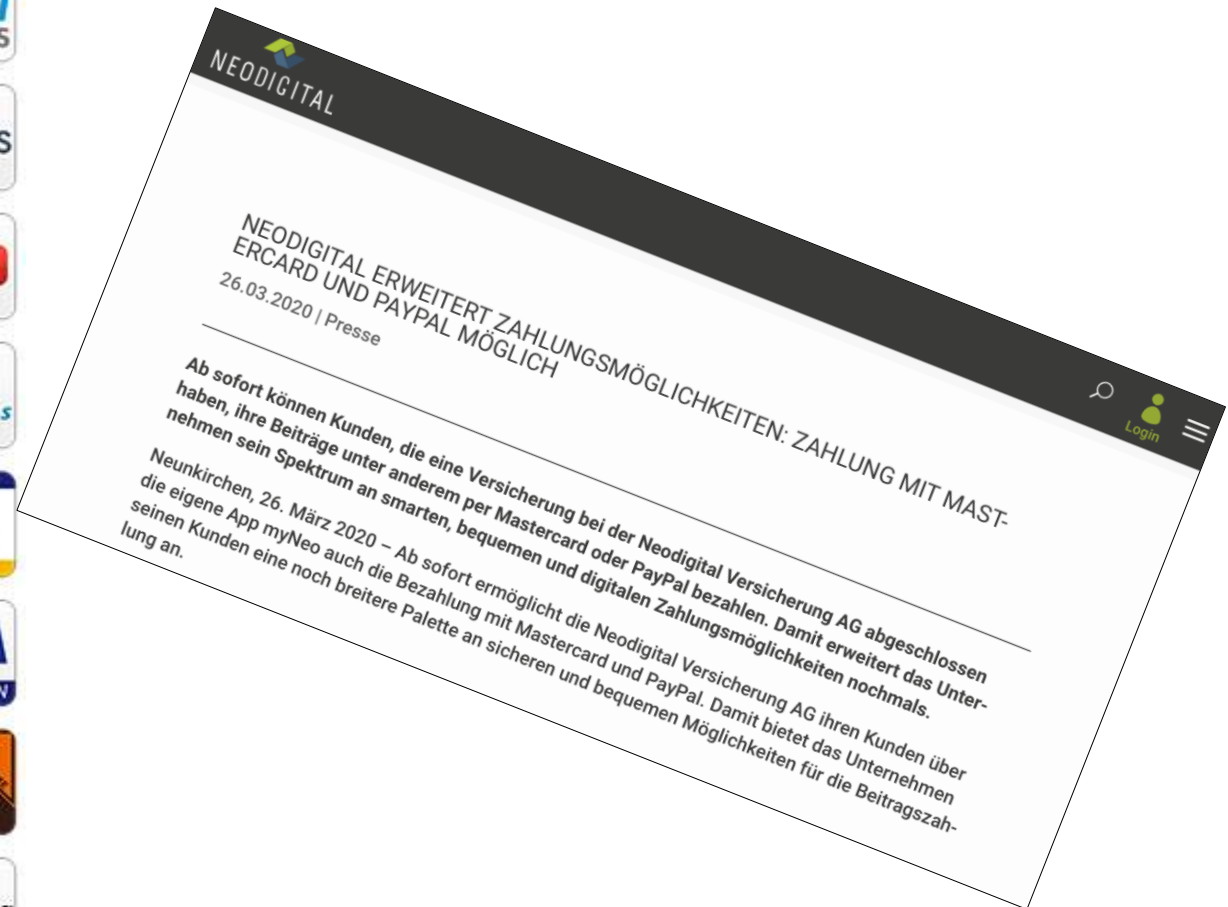 S
S
s
N
NEODIGITAL
Login
NEODIGITAL ERWEITERT ZAHLUNGSMÖGLICHKEITEN: ZAHLUNG MIT MAST-
ERCARD UND PAYPAL MÖGLICH
26.03.2020 | Presse
Ab sofort können Kunden, die eine Versicherung bei der Neodigital Versicherung AG abgeschlossen
haben, ihre Beiträge unter anderem per Mastercard oder PayPal bezahlen. Damit erweitert das Unter-
nehmen sein Spektrum an smarten, bequemen und digitalen Zahlungsmöglichkeiten nochmals.
Neunkirchen, 26. März 2020 – Ab sofort ermöglicht die Neodigital Versicherung AG ihren Kunden über
die eigene App myNeo auch die Bezahlung mit Mastercard und PayPal. Damit bietet das Unternehmen
seinen Kunden eine noch breitere Palette an sicheren und bequemen Möglichkeiten für die Beitragszah-
lung an.